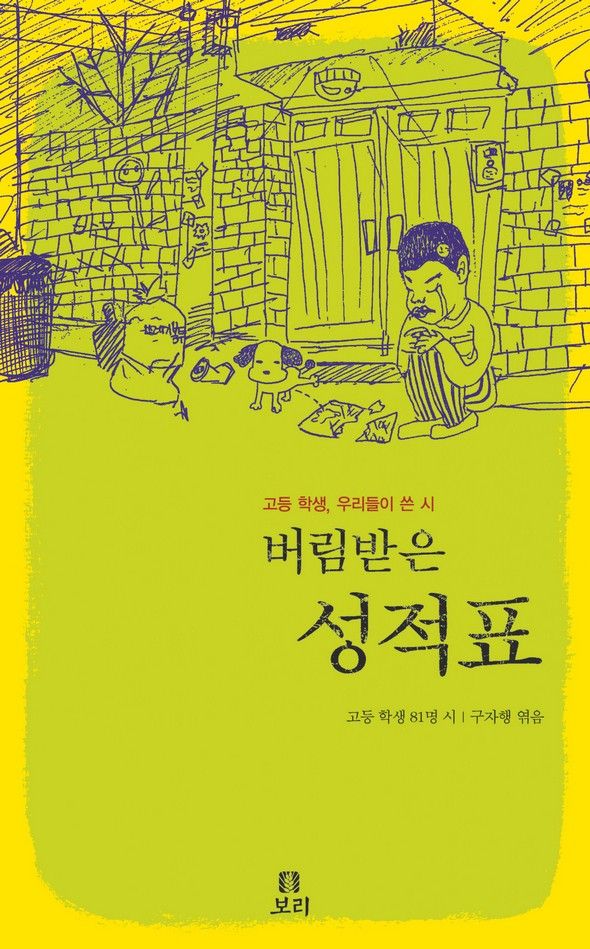 고등 학생, 우리들이 쓴 시
버림받은
성적표
고등 학생 81명 시 | 구자행 엮음
보리